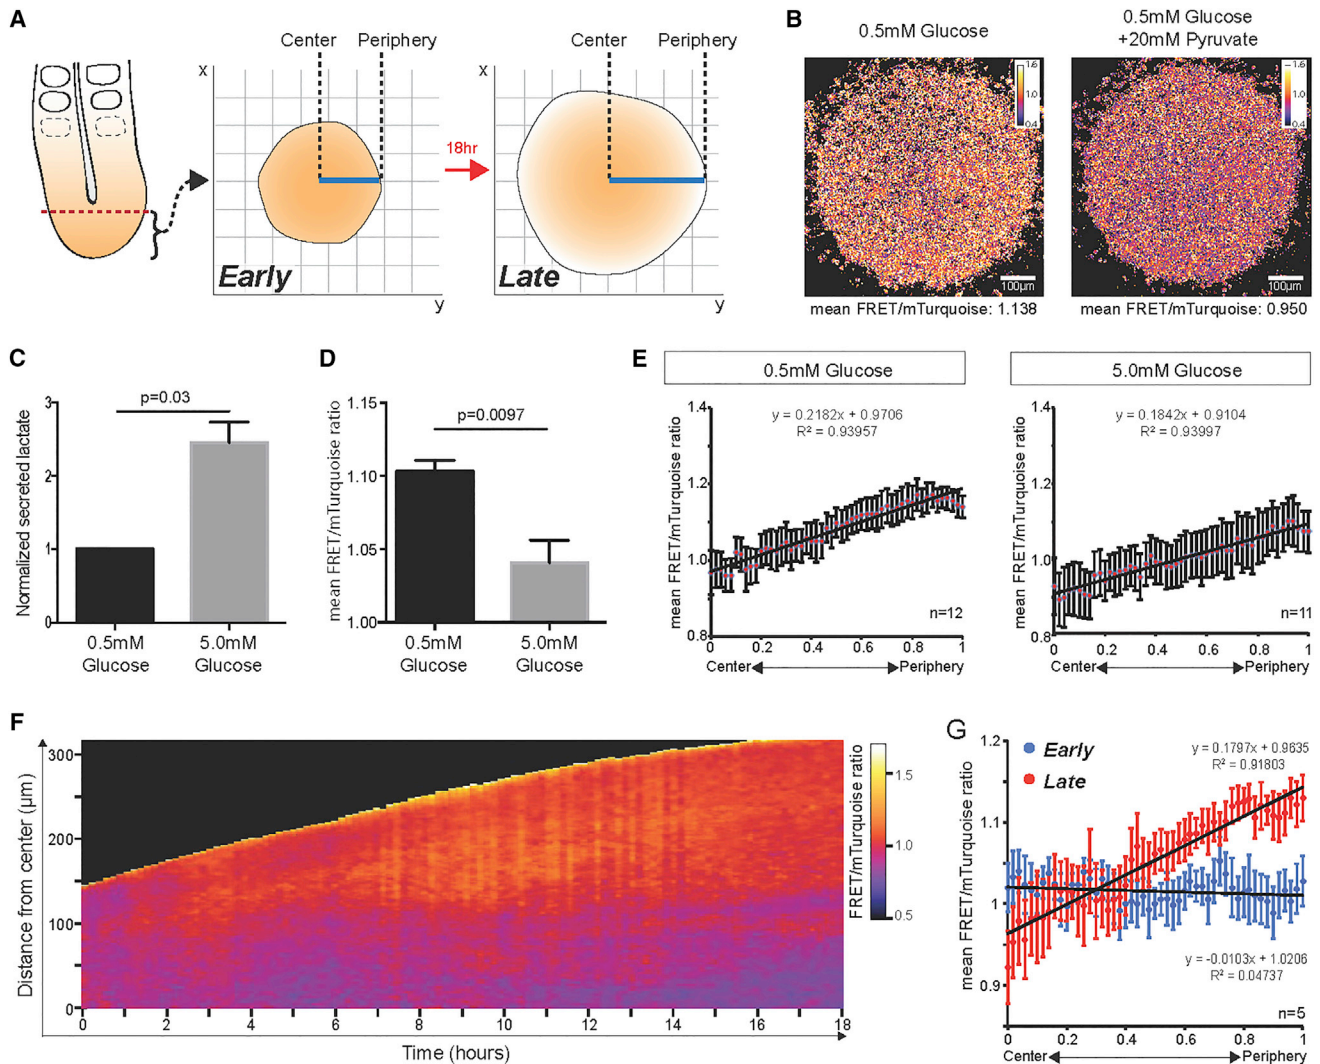 A
Center
Periphery
x
Early
y
18hr
Center
Periphery
x
Late
y
B
0.5mM Glucose
1.6
1.0
0.4
100µm
mean FRET/mTurquoise: 1.138
0.5mM Glucose
+20mM Pyruvate
1.6
1.0
0.4
100µm
mean FRET/mTurquoise: 0.950
C
Normalized secreted lactate
3
2
1
0
p=0.03
0.5mM
Glucose
5.0mM
Glucose
D
mean FRET/mTurquoise ratio
1.15
1.10
1.05
1.00
p=0.0097
0.5mM
Glucose
5.0mM
Glucose
E
0.5mM Glucose
mean FRET/mTurquoise ratio
1.4
1.2
1.0
0.8
y = 0.2182x + 0.9706
R² = 0.93957
n=12
0 0.2 0.4 0.6 0.8 1
Center
Periphery
5.0mM Glucose
mean FRET/mTurquoise ratio
1.4
1.2
1.0
0.8
y = 0.1842x + 0.9104
R² = 0.93997
n=11
0 0.2 0.4 0.6 0.8 1
Center
Periphery
F
Distance from center (µm)
300
200
100
0
0 2 4 6 8 10 12 14 16 18
Time (hours)
FRET/mTurquoise ratio
1.5
1.0
0.5
G
mean FRET/mTurquoise ratio
1.2
1.1
1
0.9
Early
Late
y = 0.1797x + 0.9635
R² = 0.91803
y = -0.0103x + 1.0206
R² = 0.04737
n=5
0 0.2 0.4 0.6 0.8 1
Center
Periphery